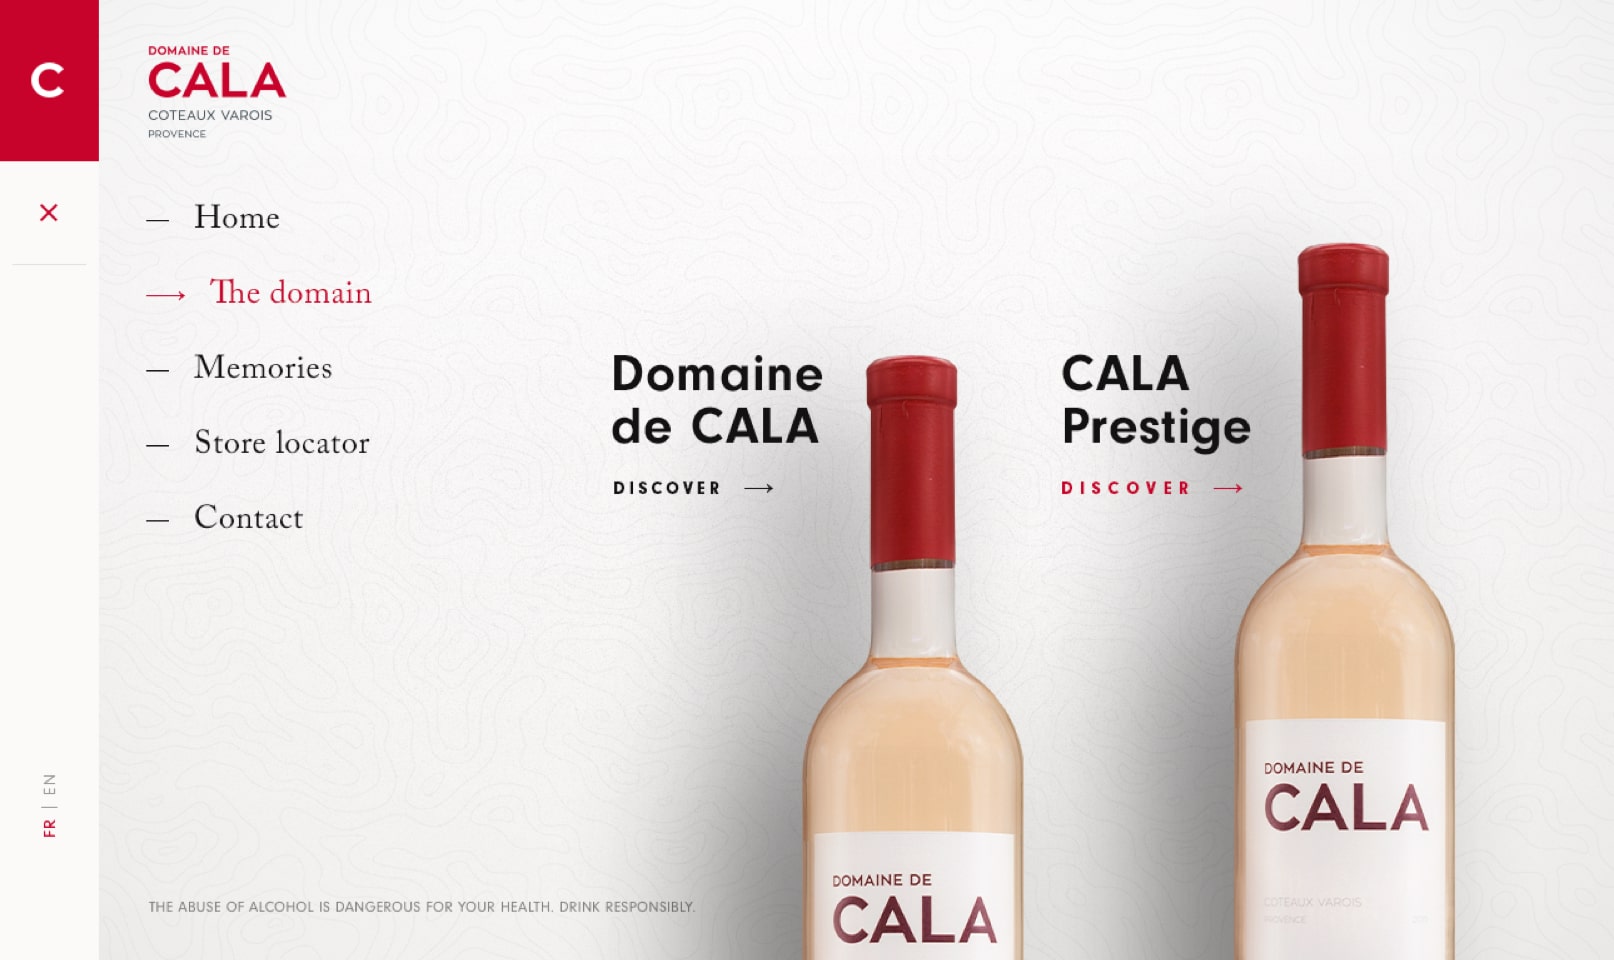 C
DOMAINE DE
CALA
COTEAUX VAROIS
PROVENCE
— Home
The domain
— Memories
— Store locator
— Contact
FR | EN
THE ABUSE OF ALCOHOL IS DANGEROUS FOR YOUR HEALTH. DRINK RESPONSIBLY.
Domaine
de CALA
DISCOVER
DOMAINE DE
CALA
CALA
Prestige
DISCOVER
DOMAINE DE
CALA
COTEAUX VAROIS
PROVENCE